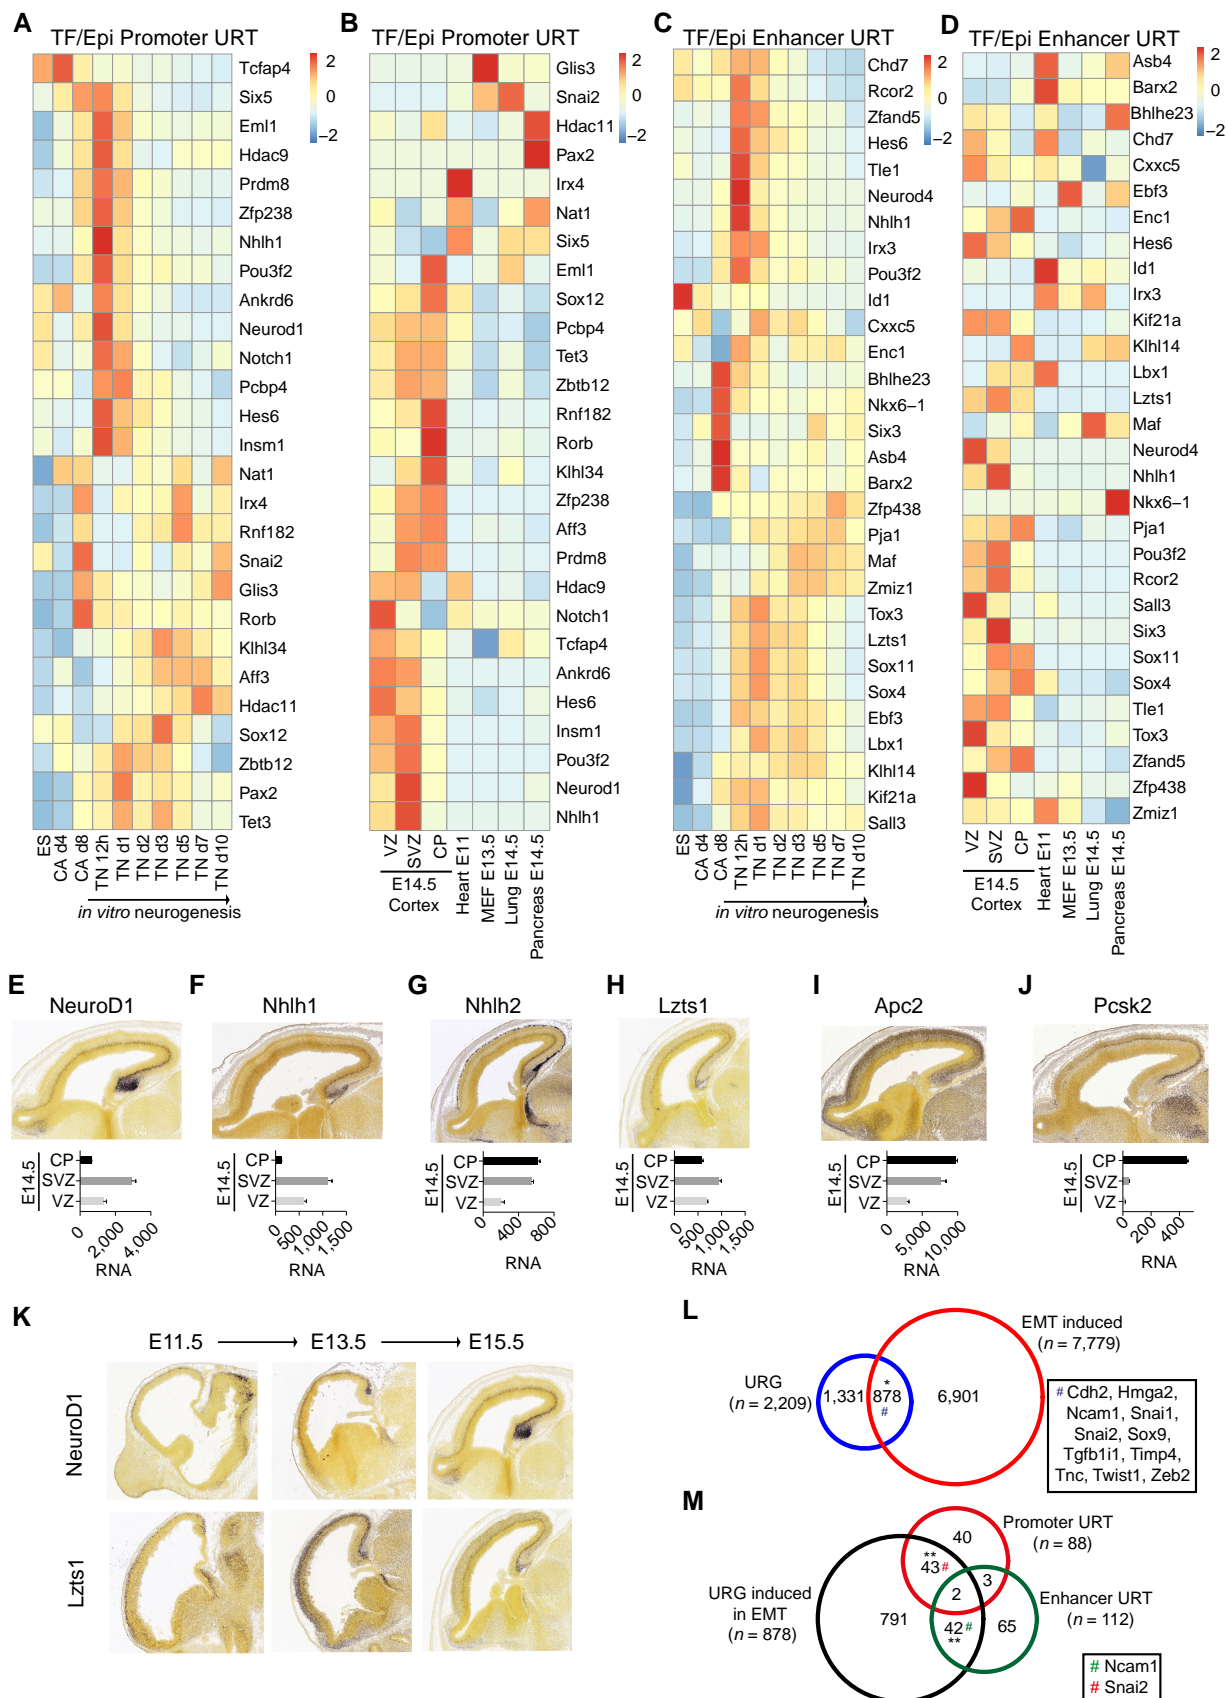 A
TF/Epi Promoter URT
2
0
−2
Tcfap4
Six5
Eml1
Hdac9
Prdm8
Zfp238
Nhlh1
Pou3f2
Ankrd6
Neurod1
Notch1
Pcbp4
Hes6
Insm1
Nat1
Irx4
Rnf182
Snai2
Glis3
Rorb
Klhl34
Aff3
Hdac11
Sox12
Zbtb12
Pax2
Tet3
ES
CA d4
CA d8
TN 12h
TN d1
TN d2
TN d3
TN d5
TN d7
TN d10
in vitro neurogenesis
B
TF/Epi Promoter URT
2
0
−2
Glis3
Snai2
Hdac11
Pax2
Irx4
Nat1
Six5
Eml1
Sox12
Pcbp4
Tet3
Zbtb12
Rnf182
Rorb
Klhl34
Zfp238
Aff3
Prdm8
Hdac9
Notch1
Tcfap4
Ankrd6
Hes6
Insm1
Pou3f2
Neurod1
Nhlh1
VZ
SVZ
CP
Heart E11
MEF E13.5
Lung E14.5
Pancreas E14.5
E14.5
Cortex
C
TF/Epi Enhancer URT
2
0
−2
Chd7
Rcor2
Zfand5
Hes6
Tle1
Neurod4
Nhlh1
Irx3
Pou3f2
Id1
Cxxc5
Enc1
Bhlhe23
Nkx6−1
Six3
Asb4
Barx2
Zfp438
Pja1
Maf
Zmiz1
Tox3
Lzts1
Sox11
Sox4
Ebf3
Lbx1
Klhl14
Kif21a
Sall3
ES
CA d4
CA d8
TN 12h
TN d1
TN d2
TN d3
TN d5
TN d7
TN d10
in vitro neurogenesis
D
TF/Epi Enhancer URT
2
0
−2
Asb4
Barx2
Bhlhe23
Chd7
Cxxc5
Ebf3
Enc1
Hes6
Id1
Irx3
Kif21a
Klhl14
Lbx1
Lzts1
Maf
Neurod4
Nhlh1
Nkx6−1
Pja1
Pou3f2
Rcor2
Sall3
Six3
Sox11
Sox4
Tle1
Tox3
Zfand5
Zfp438
Zmiz1
VZ
SVZ
CP
Heart E11
MEF E13.5
Lung E14.5
Pancreas E14.5
E14.5
Cortex
E
NeuroD1
E14.5
CP
SVZ
VZ
0
2,000
4,000
RNA
F
Nhlh1
E14.5
CP
SVZ
VZ
0
500
1,000
1,500
RNA
G
Nhlh2
E14.5
CP
SVZ
VZ
0
400
800
RNA
H
Lzts1
E14.5
CP
SVZ
VZ
0
500
1,000
1,500
RNA
I
Apc2
E14.5
CP
SVZ
VZ
0
5,000
10,000
RNA
J
Pcsk2
E14.5
CP
SVZ
VZ
0
200
400
RNA
K
E11.5
E13.5
E15.5
NeuroD1
Lzts1
L
EMT induced
(n = 7,779)
URG
(n = 2,209)
1,331
*
878
#
6,901
# Cdh2, Hmga2,
Ncam1, Snai1,
Snai2, Sox9,
Tgfb1i1, Timp4,
Tnc, Twist1, Zeb2
M
Promoter URT
(n = 88)
40
**
43 #
3
2
URG induced
in EMT
(n = 878)
791
42 #
**
65
Enhancer URT
(n = 112)
# Ncam1
# Snai2